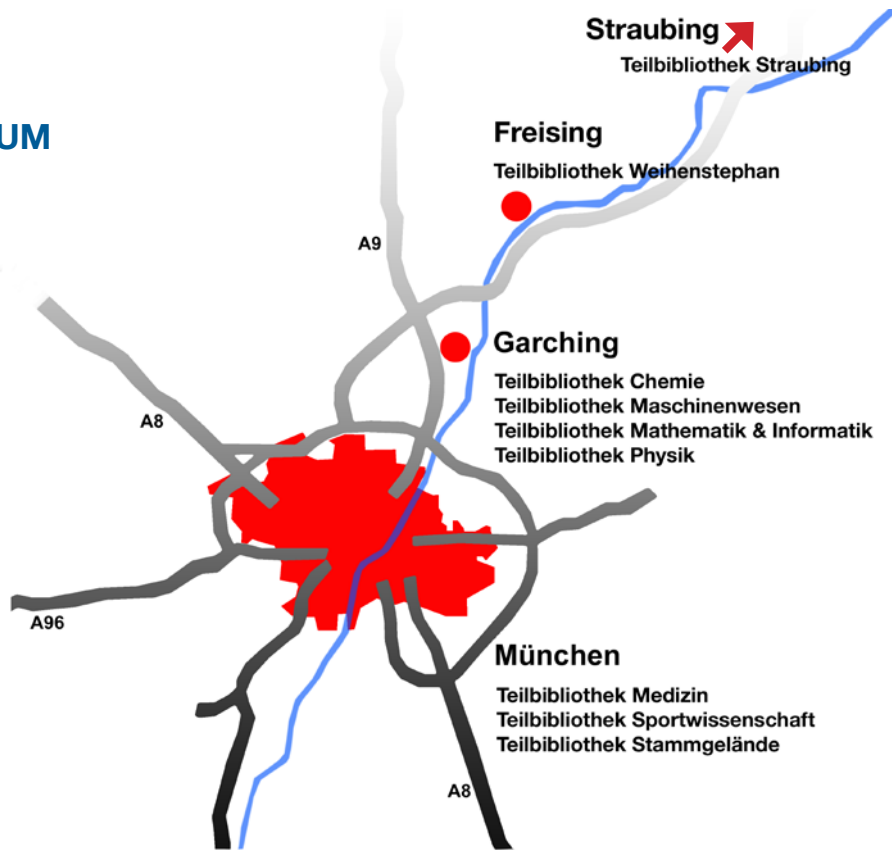 Straubing
Teilbibliothek Straubing
UM
Freising
Teilbibliothek Weihenstephan
A9
Garching
Teilbibliothek Chemie
Teilbibliothek Maschinenwesen
Teilbibliothek Mathematik & Informatik
Teilbibliothek Physik
A8
A96
München
Teilbibliothek Medizin
Teilbibliothek Sportwissenschaft
Teilbibliothek Stammgelände
A8